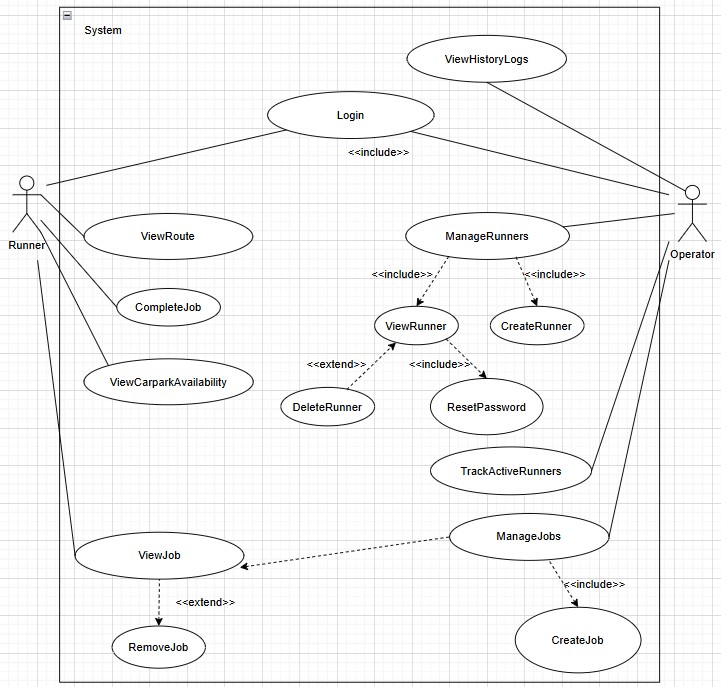 System
ViewHistoryLogs
Login
<<include>>
Runner
ViewRoute
ManageRunners
Operator
<<include>>
<<include>>
CompleteJob
ViewRunner
CreateRunner
<<extend>>
<<include>>
ViewCarparkAvailability
DeleteRunner
ResetPassword
TrackActiveRunners
ManageJobs
ViewJob
<<include>>
<<extend>>
RemoveJob
CreateJob